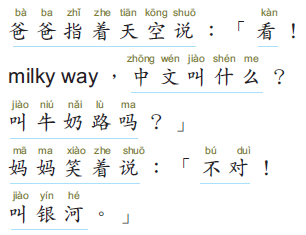 bà ba zhǐ zhe tiān kōng shuō kàn
爸爸指着天空说：「看！
zhōng wén jiào shén me
milky way，中文叫什么？
jiào niú nǎi lù ma
叫牛奶路吗？」
mā ma xiào zhe shuō bú duì
妈妈笑着说：「不对！
jiào yín hé
叫银河。」